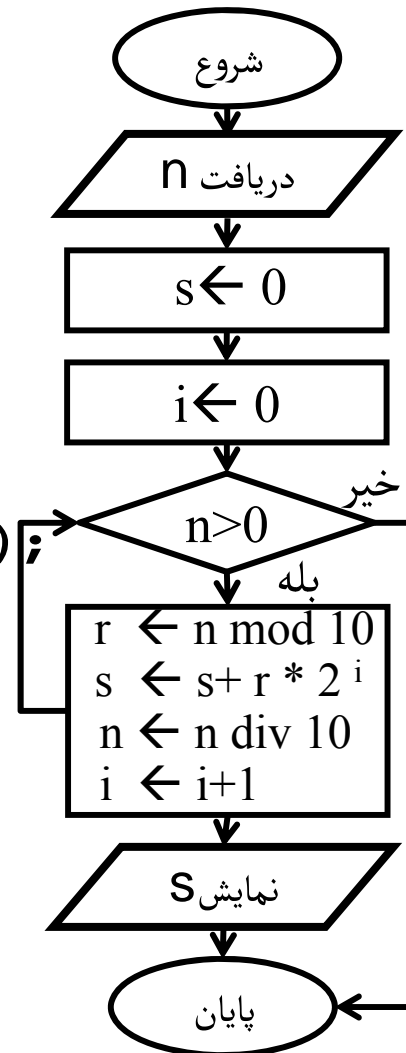 شروع
دریافت n
s← 0
i← 0
n>0
خیر
);
بله
r ← n mod 10
s ← s+ r * 2 ⁱ
n ← n div 10
i ← i+1
نمایش s
پایان